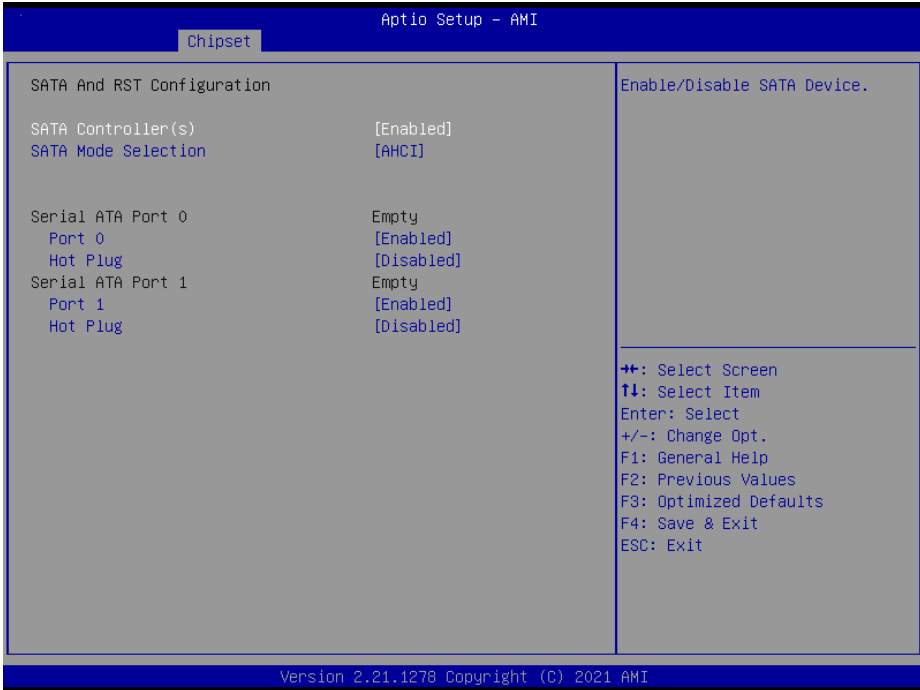 Aptio Setup – AMI
Chipset
SATA And RST Configuration
SATA Controller(s) [Enabled]
SATA Mode Selection [AHCI]
Serial ATA Port 0 Empty
Port 0 [Enabled]
Hot Plug [Disabled]
Serial ATA Port 1 Empty
Port 1 [Enabled]
Hot Plug [Disabled]
Enable/Disable SATA Device.
→←: Select Screen
↑↓: Select Item
Enter: Select
+/-: Change Opt.
F1: General Help
F2: Previous Values
F3: Optimized Defaults
F4: Save & Exit
ESC: Exit
Version 2.21.1278 Copyright (C) 2021 AMI